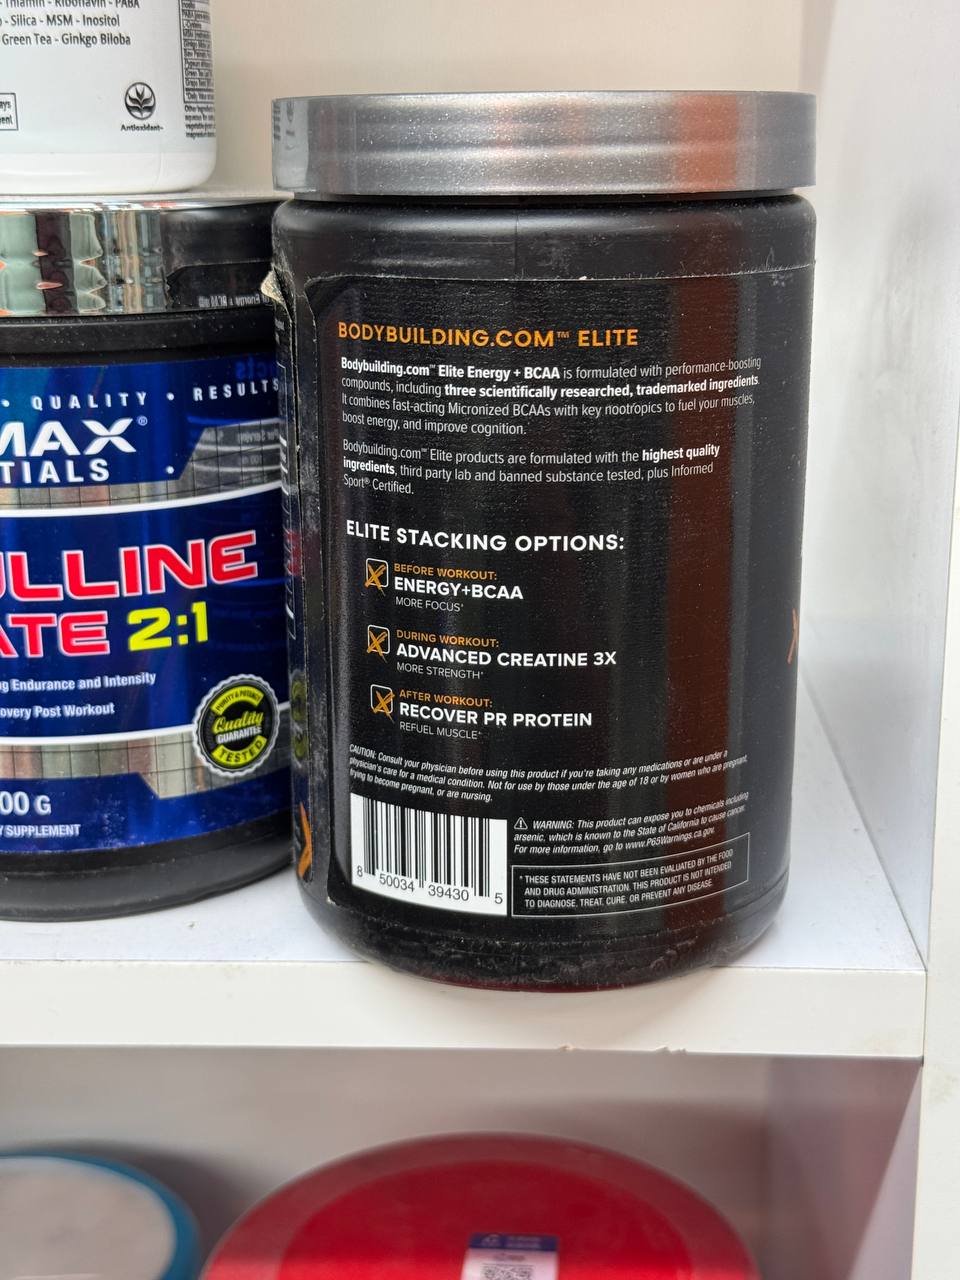 Thiamin - Riboflavin - PABA
- Silica - MSM - Inositol
Green Tea - Ginkgo Biloba
Antioxidant
• QUALITY • RESULTS
MAX®
TIALS
ULLINE
ATE 2:1
Endurance and Intensity
overy Post Workout
PURITY & POTENCY
Quality
GUARANTEE
TESTED
00 G
Y SUPPLEMENT
BODYBUILDING.COM™ ELITE
Bodybuilding.com™ Elite Energy + BCAA is formulated with performance-boosting
compounds, including three scientifically researched, trademarked ingredients.
It combines fast-acting Micronized BCAAs with key nootropics to fuel your muscles,
boost energy, and improve cognition.
Bodybuilding.com™ Elite products are formulated with the highest quality
ingredients, third party lab and banned substance tested, plus Informed
Sport® Certified.
ELITE STACKING OPTIONS:
BEFORE WORKOUT:
ENERGY+BCAA
MORE FOCUS*
DURING WORKOUT:
ADVANCED CREATINE 3X
MORE STRENGTH*
AFTER WORKOUT:
RECOVER PR PROTEIN
REFUEL MUSCLE*
CAUTION: Consult your physician before using this product if you're taking any medications or are under a
physician's care for a medical condition. Not for use by those under the age of 18 or by women who are pregnant,
trying to become pregnant, or are nursing.
⚠ WARNING: This product can expose you to chemicals including
arsenic, which is known to the State of California to cause cancer.
For more information, go to www.P65Warnings.ca.gov.
8 50034 39430 5
* THESE STATEMENTS HAVE NOT BEEN EVALUATED BY THE FOOD
AND DRUG ADMINISTRATION. THIS PRODUCT IS NOT INTENDED
TO DIAGNOSE, TREAT, CURE, OR PREVENT ANY DISEASE.